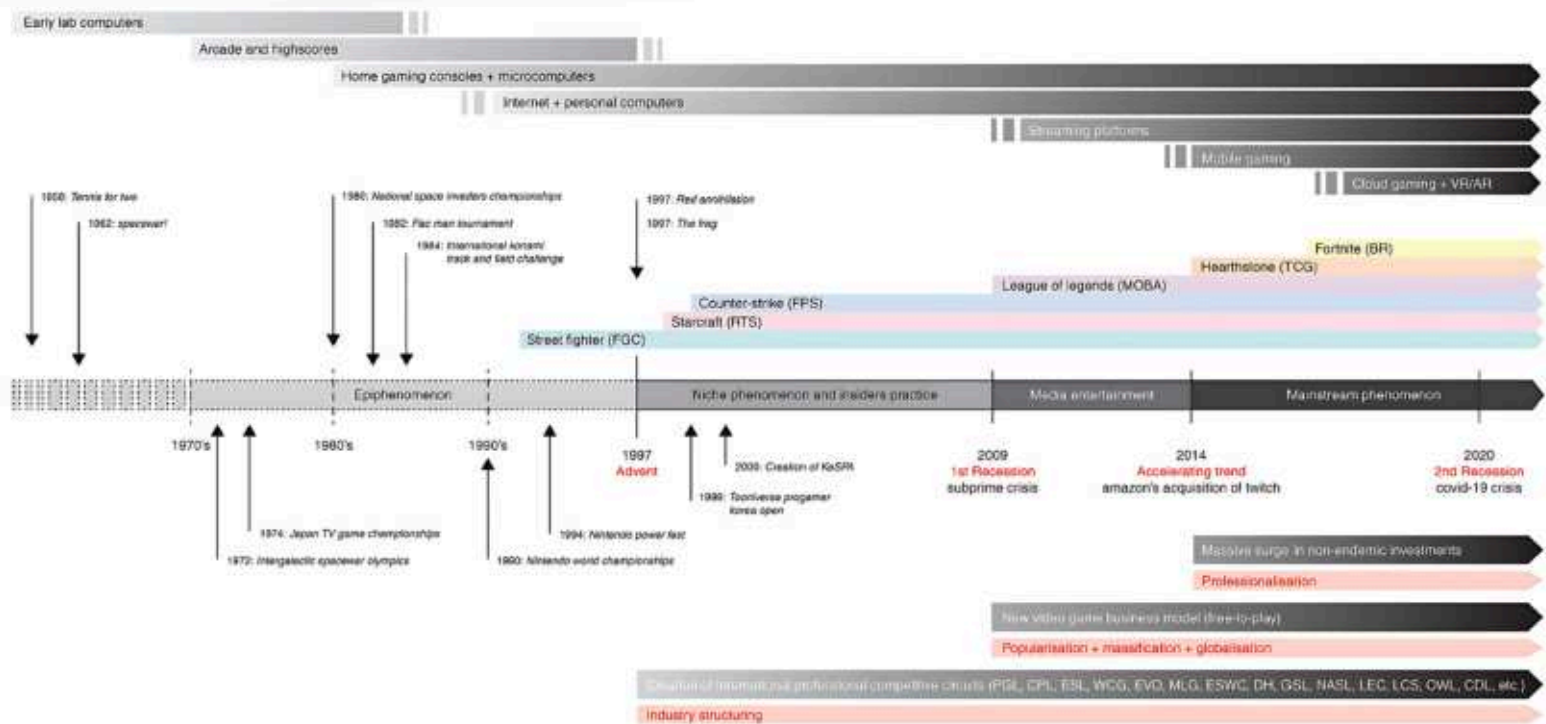 Early lab computers
Arcade and highscores
Home gaming consoles + microcomputers
Internet + personal computers
Streaming platforms
Mobile gaming
Cloud gaming + VR/AR
1958: Tennis for two
1962: spacewar!
1980: National space invaders championships
1982: Pac man tournament
1984: International konami
track and field challenge
1997: Red annihilation
1997: The frag
Fortnite (BR)
Hearthstone (TCG)
League of legends (MOBA)
Counter-strike (FPS)
Starcraft (RTS)
Street fighter (FGC)
Epiphenomenon
Niche phenomenon and insiders practice
Media entertainment
Mainstream phenomenon
1970's
1980's
1990's
1997
Advent
2009
1st Recession
subprime crisis
2014
Accelerating trend
amazon's acquisition of twitch
2020
2nd Recession
covid-19 crisis
2000: Creation of KeSPA
1999: Tooniverse progamer
korea open
1974: Japan TV game championships
1972: Intergalactic spacewar olympics
1994: Nintendo power fest
1990: Nintendo world championships
Massive surge in non-endemic investments
Professionalisation
New video game business model (free-to-play)
Popularisation + massification + globalisation
Creation of international professional competitive circuits (PGL, CPL, ESL, WCG, EVO, MLG, ESWC, DH, GSL, NASL, LEC, LCS, OWL, CDL, etc.)
Industry structuring